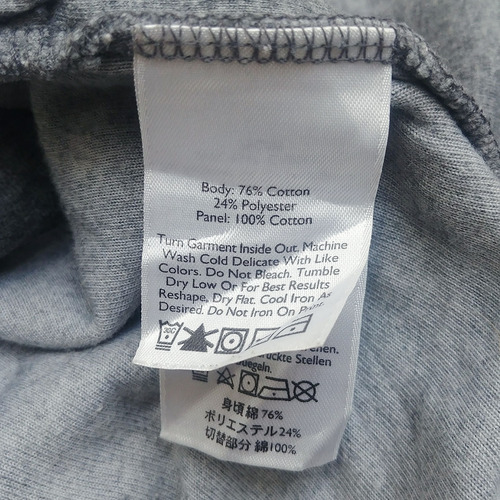 Body: 76% Cotton
24% Polyester
Panel: 100% Cotton
Turn Garment Inside Out. Machine
Wash Cold Delicate With Like
Colors. Do Not Bleach. Tumble
Dry Low Or For Best Results
Reshape, Dry Flat. Cool Iron As
Desired. Do Not Iron On Print.
30C
Stellen
身頃綿 76%
ポリエステル 24%
切替部分 綿100%